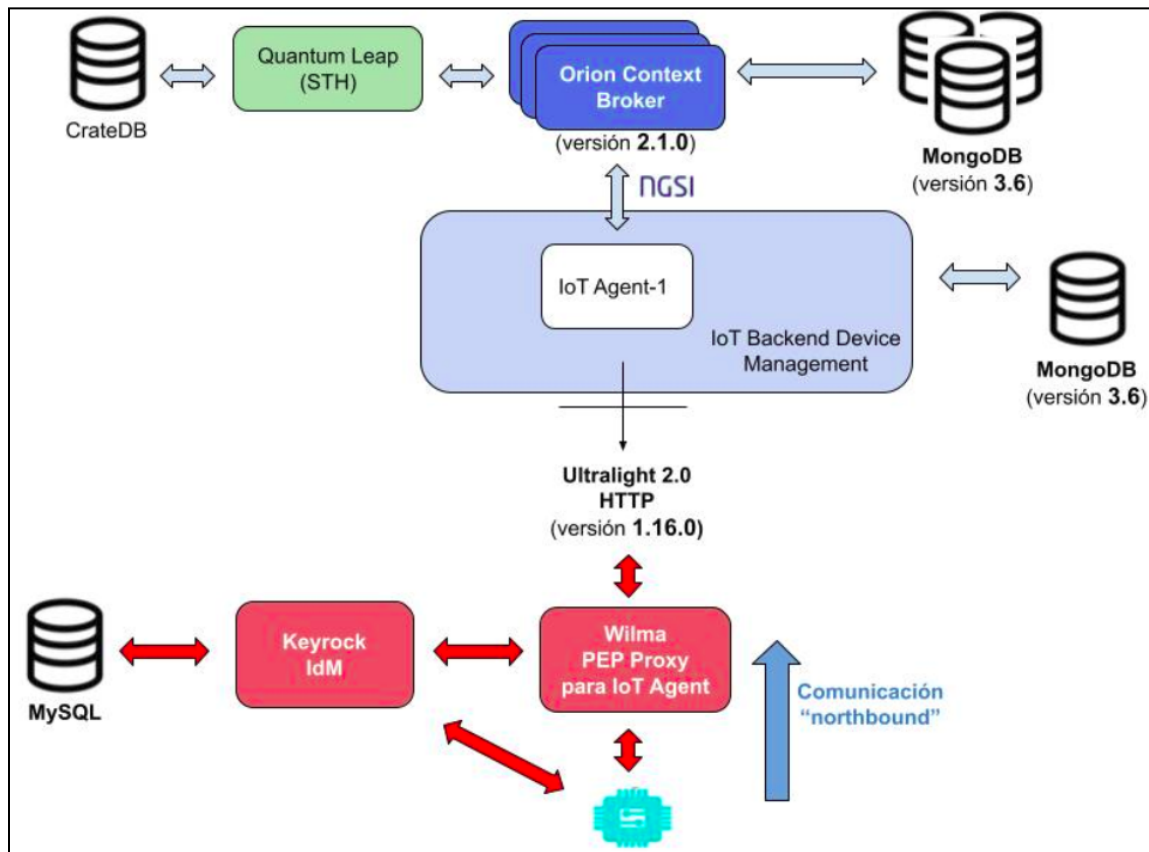 Quantum Leap
(STH)
Orion Context
Broker
CrateDB
(versión 2.1.0)
MongoDB
(versión 3.6)
NGSI
IoT Agent-1
IoT Backend Device
Management
MongoDB
(versión 3.6)
Ultralight 2.0
HTTP
(versión 1.16.0)
Keyrock
IdM
Wilma
PEP Proxy
para IoT Agent
MySQL
Comunicación
“northbound”